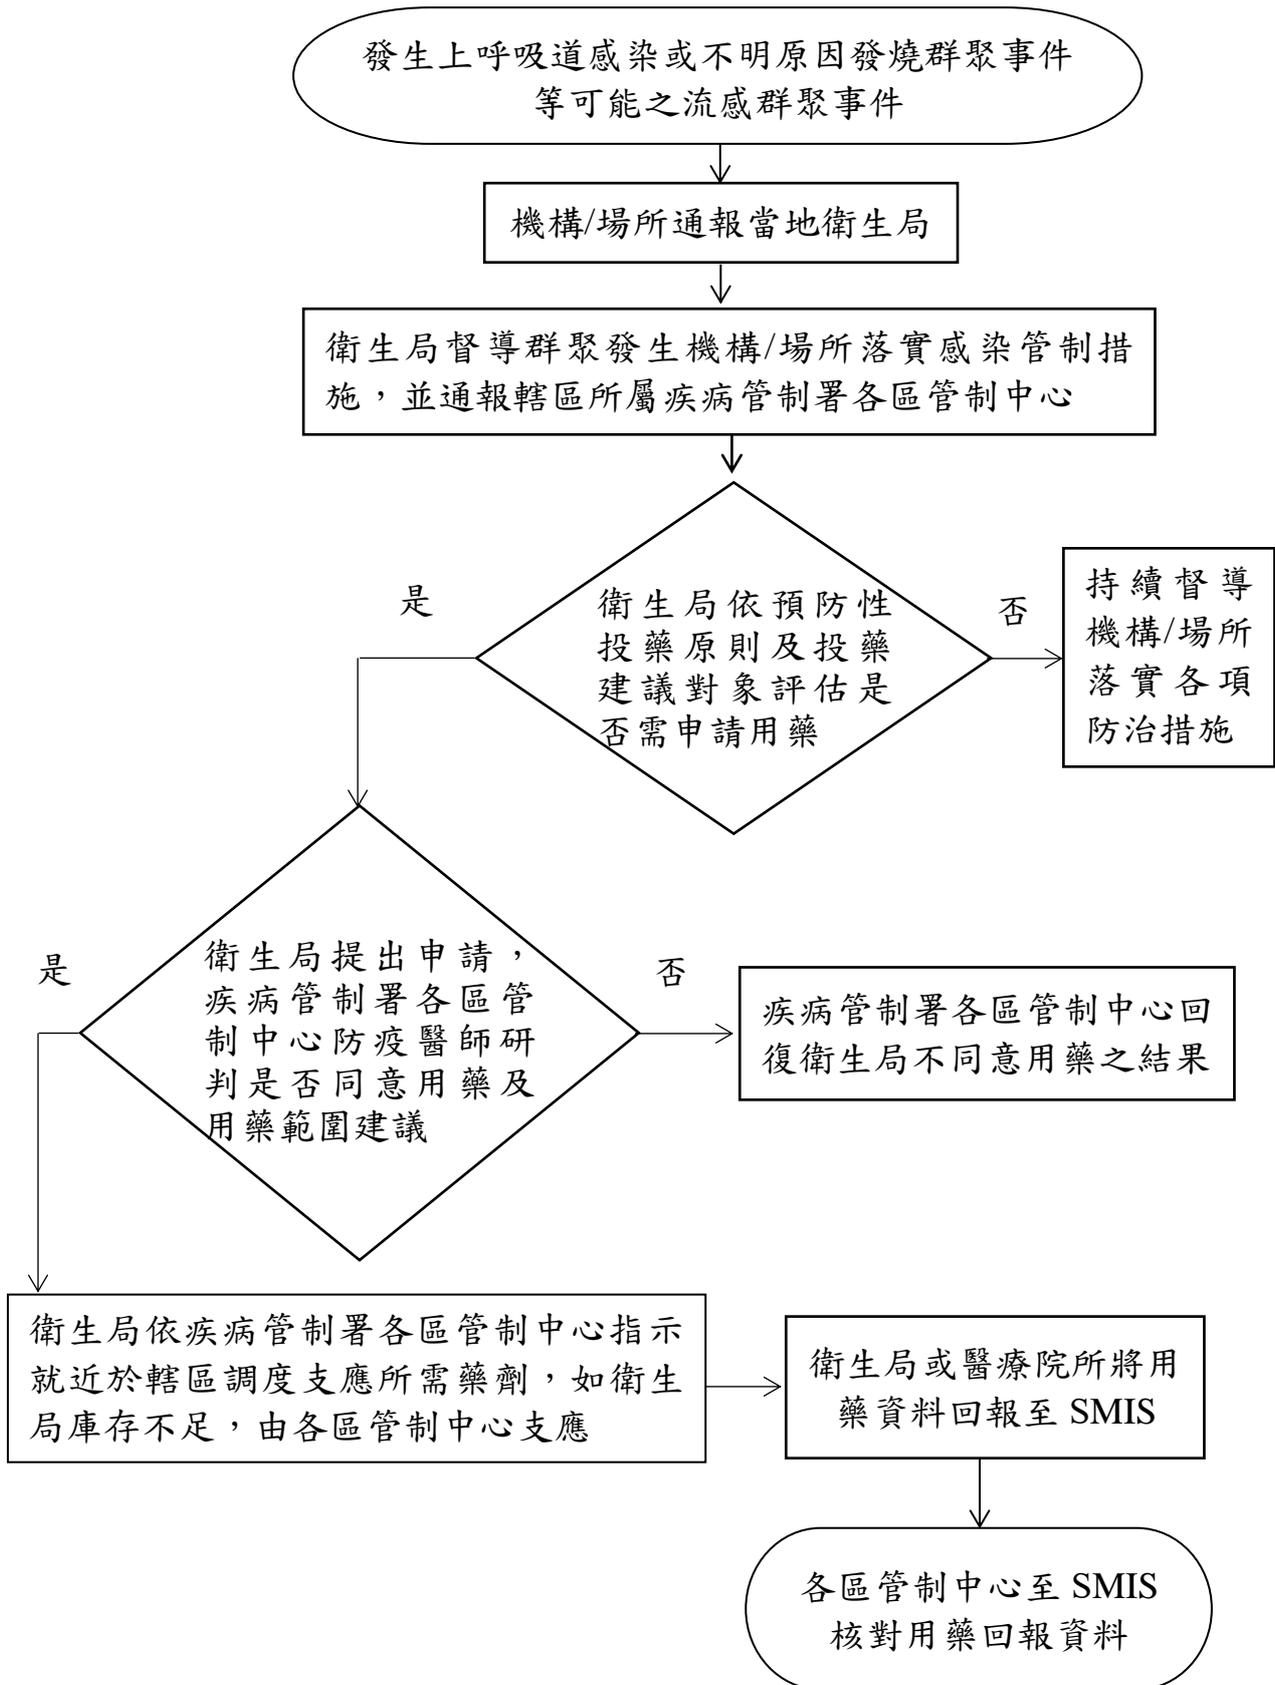 發生上呼吸道感染或不明原因發燒群聚事件
等可能之流感群聚事件
機構/場所通報當地衛生局
衛生局督導群聚發生機構/場所落實感染管制措
施，並通報轄區所屬疾病管制署各區管制中心
是
衛生局依預防性
投藥原則及投藥
建議對象評估是
否需申請用藥
否
持續督導
機構/場所
落實各項
防治措施
是
衛生局提出申請，
疾病管制署各區管
制中心防疫醫師研
判是否同意用藥及
用藥範圍建議
否
疾病管制署各區管制中心回
復衛生局不同意用藥之結果
衛生局依疾病管制署各區管制中心指示
就近於轄區調度支應所需藥劑，如衛生
局庫存不足，由各區管制中心支應
衛生局或醫療院所將用
藥資料回報至 SMIS
各區管制中心至 SMIS
核對用藥回報資料